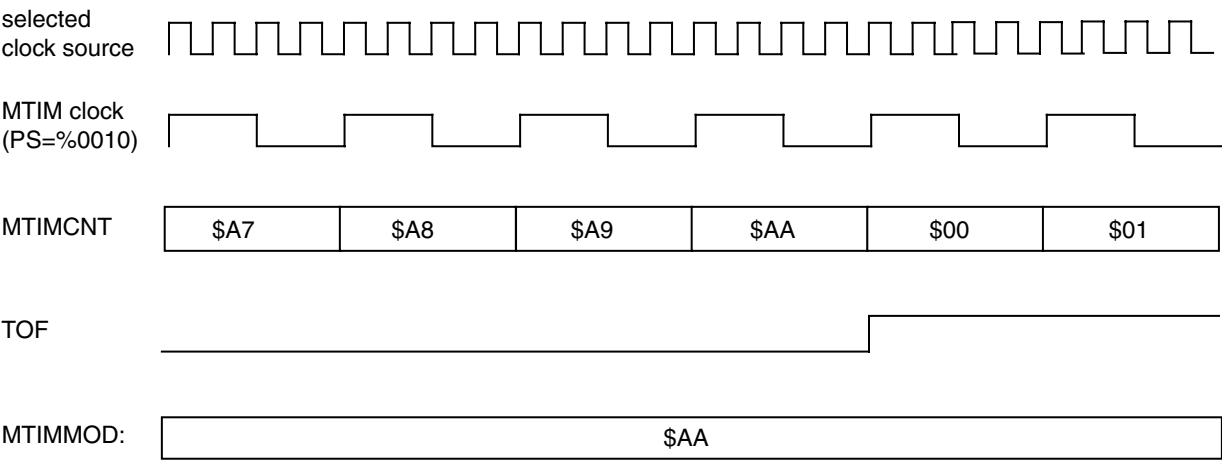 selected
clock source
MTIM clock
(PS=%0010)
MTIMCNT
$A7 $A8 $A9 $AA $00 $01
TOF
MTIMMOD:
$AA